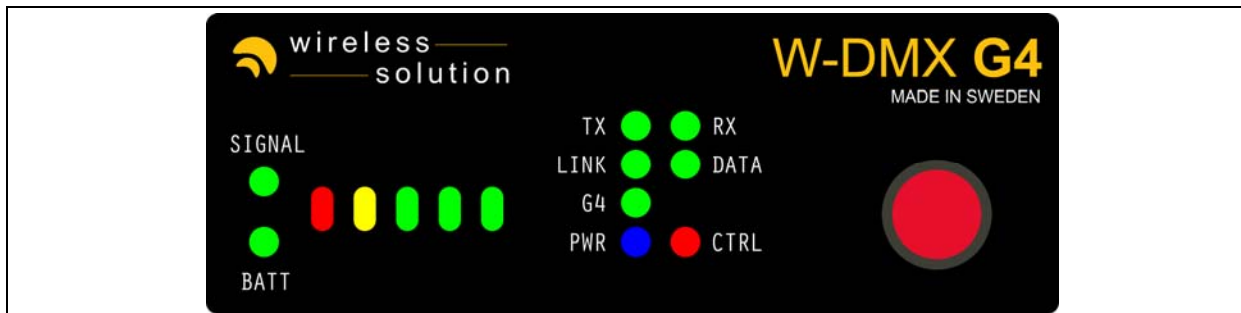 wireless
solution
W-DMX G4
MADE IN SWEDEN
SIGNAL
BATT
TX RX
LINK DATA
G4
PWR CTRL